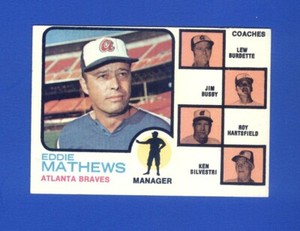 COACHES
LEW
BURDETTE
JIM
BUSBY
ROY
HARTSFIELD
KEN
SILVESTRI
EDDIE
MATHEWS
ATLANTA BRAVES
MANAGER